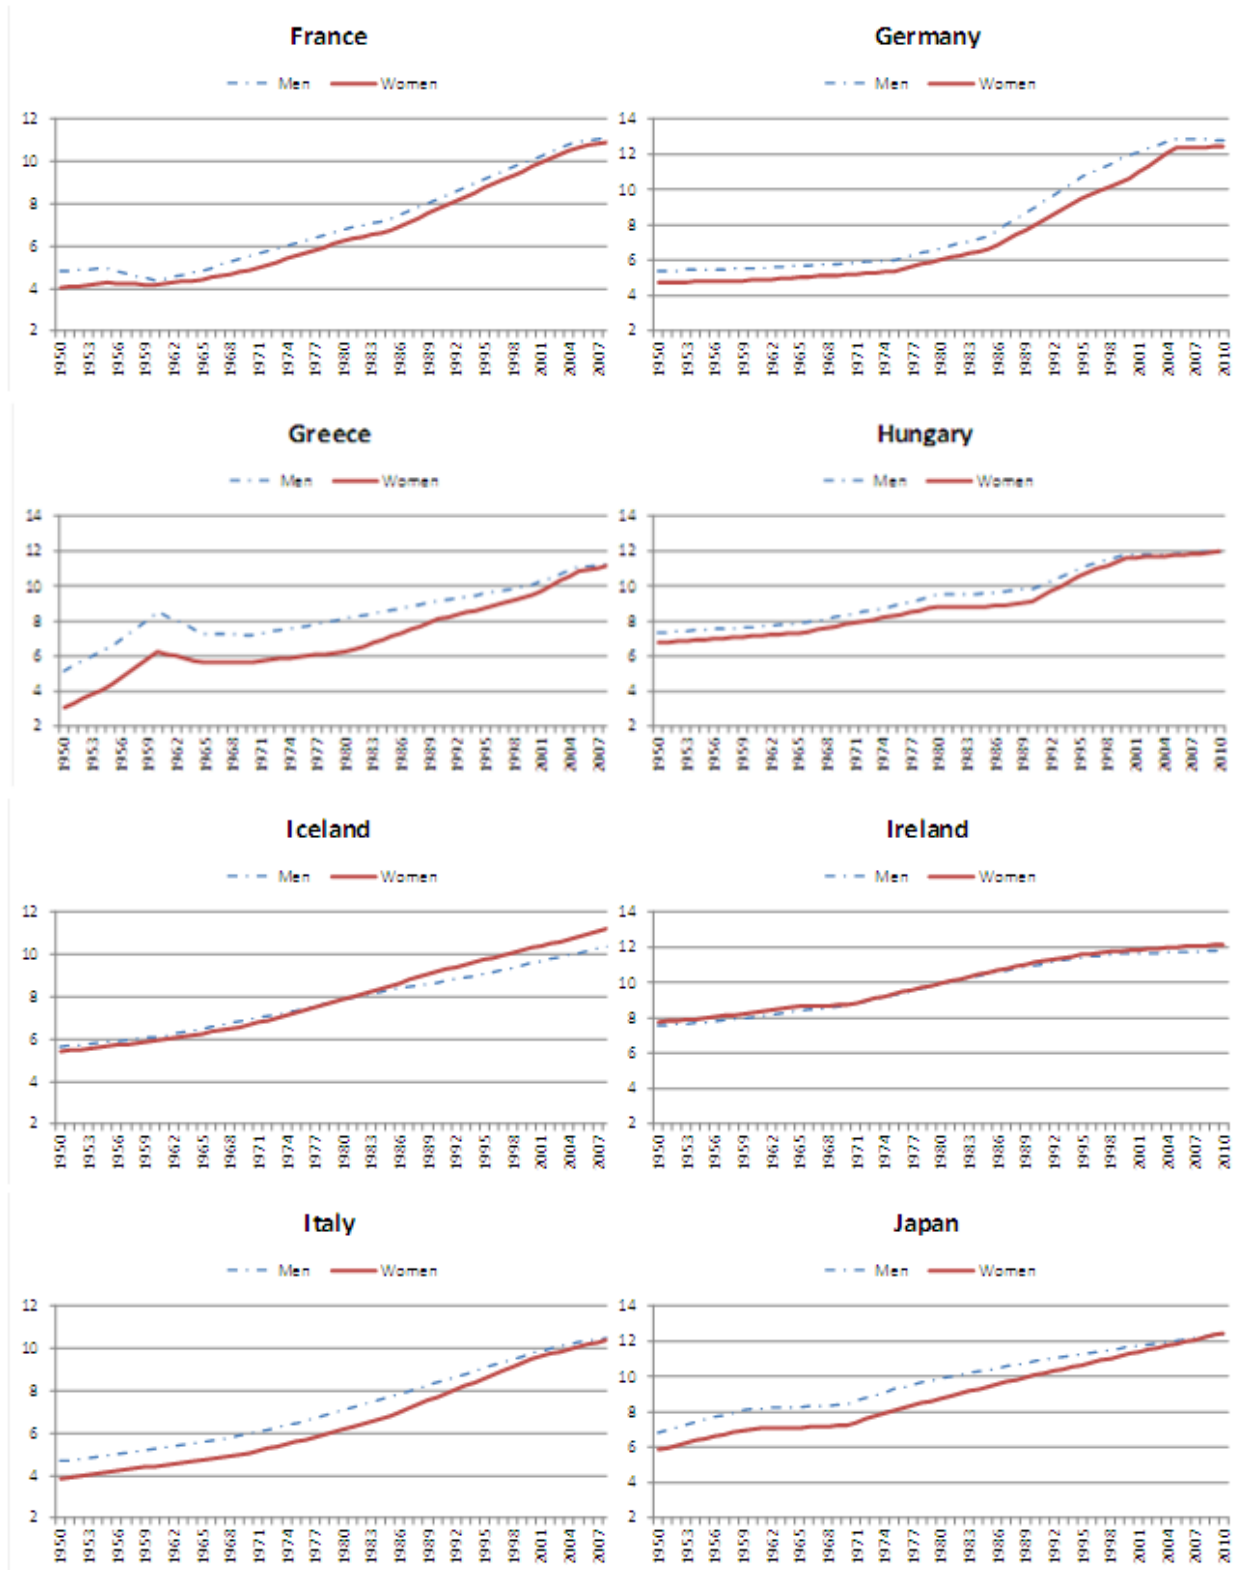 France Germany
Men Women Men Women
12 14
10 12
8 10
6 8
4 6
2 4
2
1950 1953 1956 1959 1962 1965 1968 1971 1974 1977 1980 1983 1986 1989 1992 1995 1998 2001 2004 2007
1950 1953 1956 1959 1962 1965 1968 1971 1974 1977 1980 1983 1986 1989 1992 1995 1998 2001 2004 2007 2010
Greece Hungary
Men Women Men Women
14 14
12 12
10 10
8 8
6 6
4 4
2 2
1950 1953 1956 1959 1962 1965 1968 1971 1974 1977 1980 1983 1986 1989 1992 1995 1998 2001 2004 2007
1950 1953 1956 1959 1962 1965 1968 1971 1974 1977 1980 1983 1986 1989 1992 1995 1998 2001 2004 2007 2010
Iceland Ireland
Men Women Men Women
12 14
10 12
8 10
6 8
4 6
2 4
2
1950 1953 1956 1959 1962 1965 1968 1971 1974 1977 1980 1983 1986 1989 1992 1995 1998 2001 2004 2007
1950 1953 1956 1959 1962 1965 1968 1971 1974 1977 1980 1983 1986 1989 1992 1995 1998 2001 2004 2007 2010
Italy Japan
Men Women Men Women
12 14
10 12
8 10
6 8
4 6
2 4
2
1950 1953 1956 1959 1962 1965 1968 1971 1974 1977 1980 1983 1986 1989 1992 1995 1998 2001 2004 2007
1950 1953 1956 1959 1962 1965 1968 1971 1974 1977 1980 1983 1986 1989 1992 1995 1998 2001 2004 2007 2010